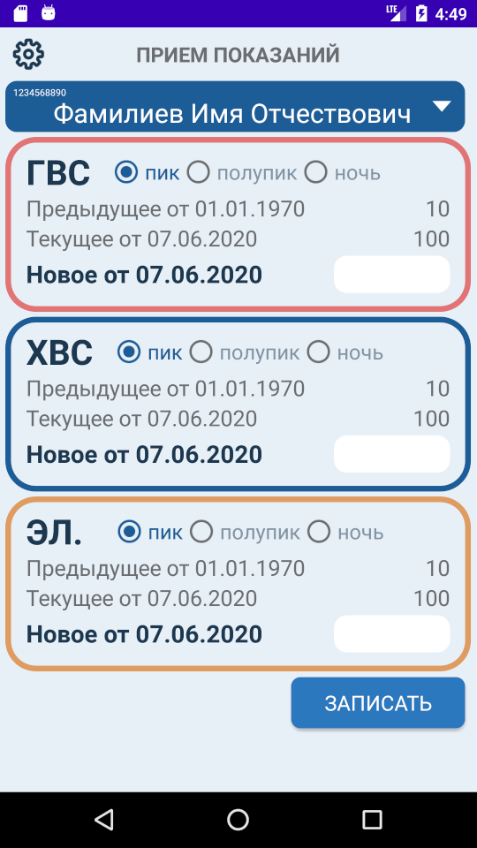 LTE 4:49
ПРИЕМ ПОКАЗАНИЙ
1234568890
Фамилиев Имя Отчествович
ГВС пик полупик ночь
Предыдущее от 01.01.1970 10
Текущее от 07.06.2020 100
Новое от 07.06.2020
ХВС пик полупик ночь
Предыдущее от 01.01.1970 10
Текущее от 07.06.2020 100
Новое от 07.06.2020
ЭЛ. пик полупик ночь
Предыдущее от 01.01.1970 10
Текущее от 07.06.2020 100
Новое от 07.06.2020
ЗАПИСАТЬ